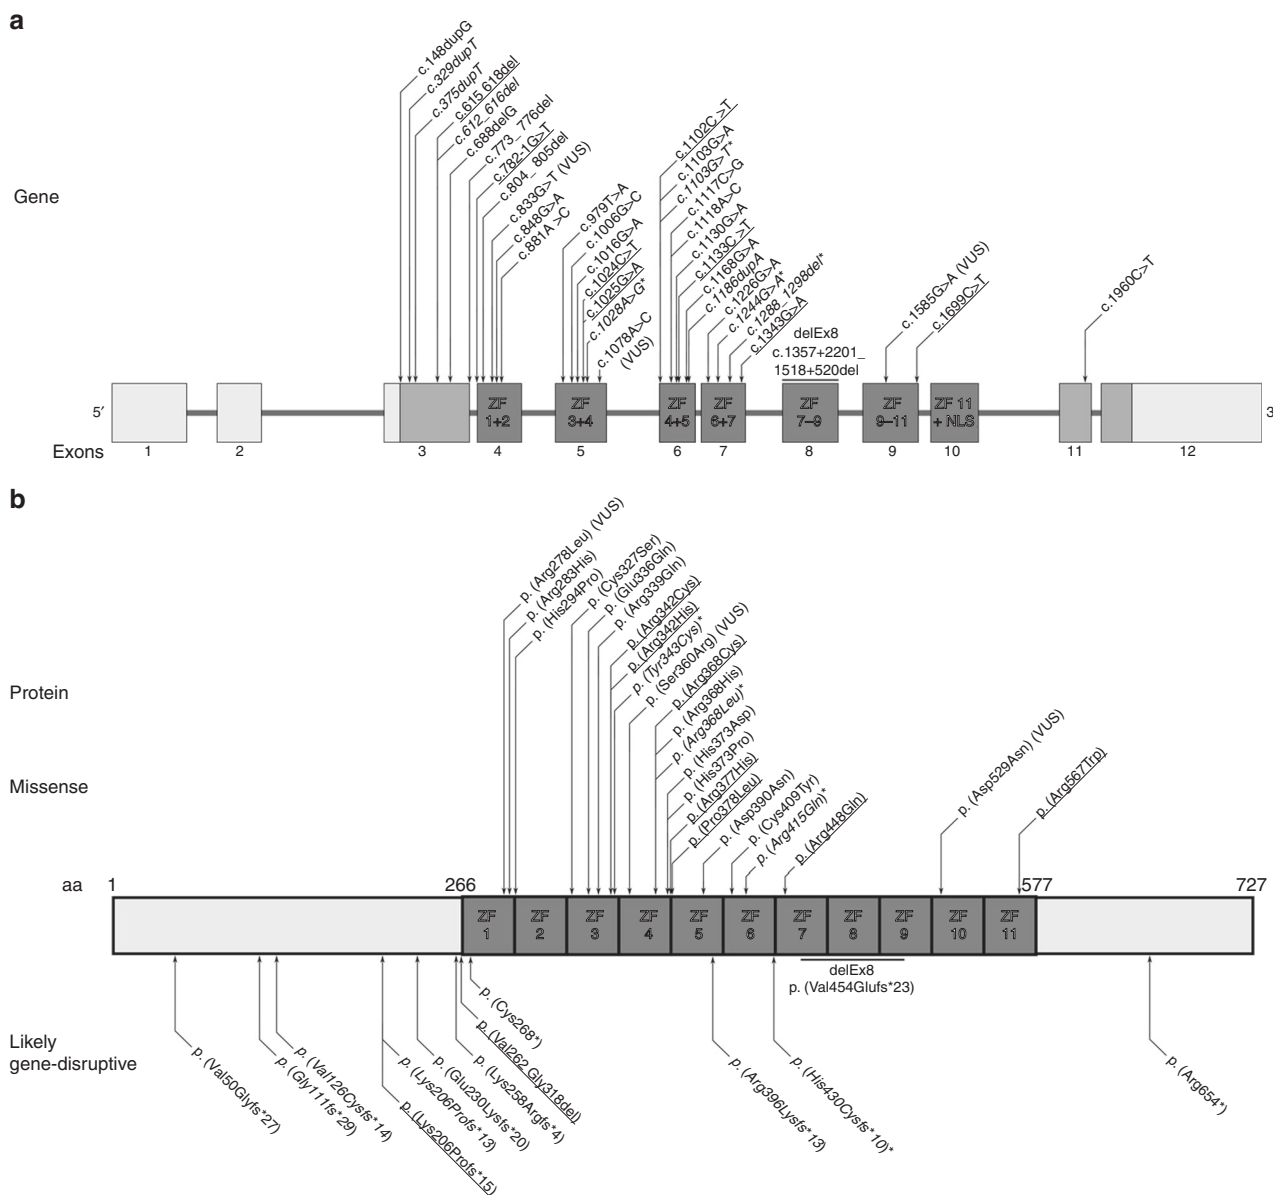 a
c.148dupG
c.329dupT
c.375dupT
c.615_618del
c.612_616del
c.688delG
c.773_776del
c.782-1G>T
c.804_805del
c.833G>T (VUS)
c.848G>A
c.881A>C
c.979T>A
c.1006G>C
c.1016G>A
c.1024C>T
c.1025G>A
c.1028A>G*
c.1078A>C
(VUS)
c.1102C>T
c.1103G>A
c.1103G>T*
c.1117C>G
c.1118A>C
c.1130G>A
c.1133C>T
c.1168G>A
c.1186dupA
c.1226G>A
c.1244G>A*
c.1288_1298del*
c.1343G>A
delEx8
c.1357+2201_
1518+520del
c.1585G>A (VUS)
c.1699C>T
c.1960C>T
Gene
5′
ZF
1+2
ZF
3+4
ZF
4+5
ZF
6+7
ZF
7–9
ZF
9–11
ZF 11
+ NLS
3
Exons
1
2
3
4
5
6
7
8
9
10
11
12
b
p. (Arg278Leu) (VUS)
p. (Arg283His)
p. (His294Pro)
p. (Cys327Ser)
p. (Glu336Gln)
p. (Arg339Gln)
p. (Arg342Cys)
p. (Arg342His)
p. (Tyr343Cys)*
p. (Ser360Arg) (VUS)
p. (Arg368Cys)
p. (Arg368His)
p. (Arg368Leu)*
p. (His373Asp)
p. (His373Pro)
p. (Arg377His)
p. (Pro378Leu)
p. (Asp390Asn)
p. (Cys409Tyr)
p. (Arg415Gln)*
p. (Arg448Gln)
p. (Asp529Asn) (VUS)
p. (Arg567Trp)
Protein
Missense
aa
1
266
577
727
ZF
1
ZF
2
ZF
3
ZF
4
ZF
5
ZF
6
ZF
7
ZF
8
ZF
9
ZF
10
ZF
11
delEx8
p. (Val454Glufs*23)
Likely
gene-disruptive
p. (Val50Glyfs*27)
p. (Gly111fs*29)
p. (Val126Cysfs*14)
p. (Lys206Profs*13)
p. (Lys206Profs*15)
p. (Glu230Lysfs*20)
p. (Lys258Argfs*4)
p. (Val262_Gly318del)
p. (Cys268*)
p. (Arg396Lysfs*13)
p. (His430Cysfs*10)*
p. (Arg654*)